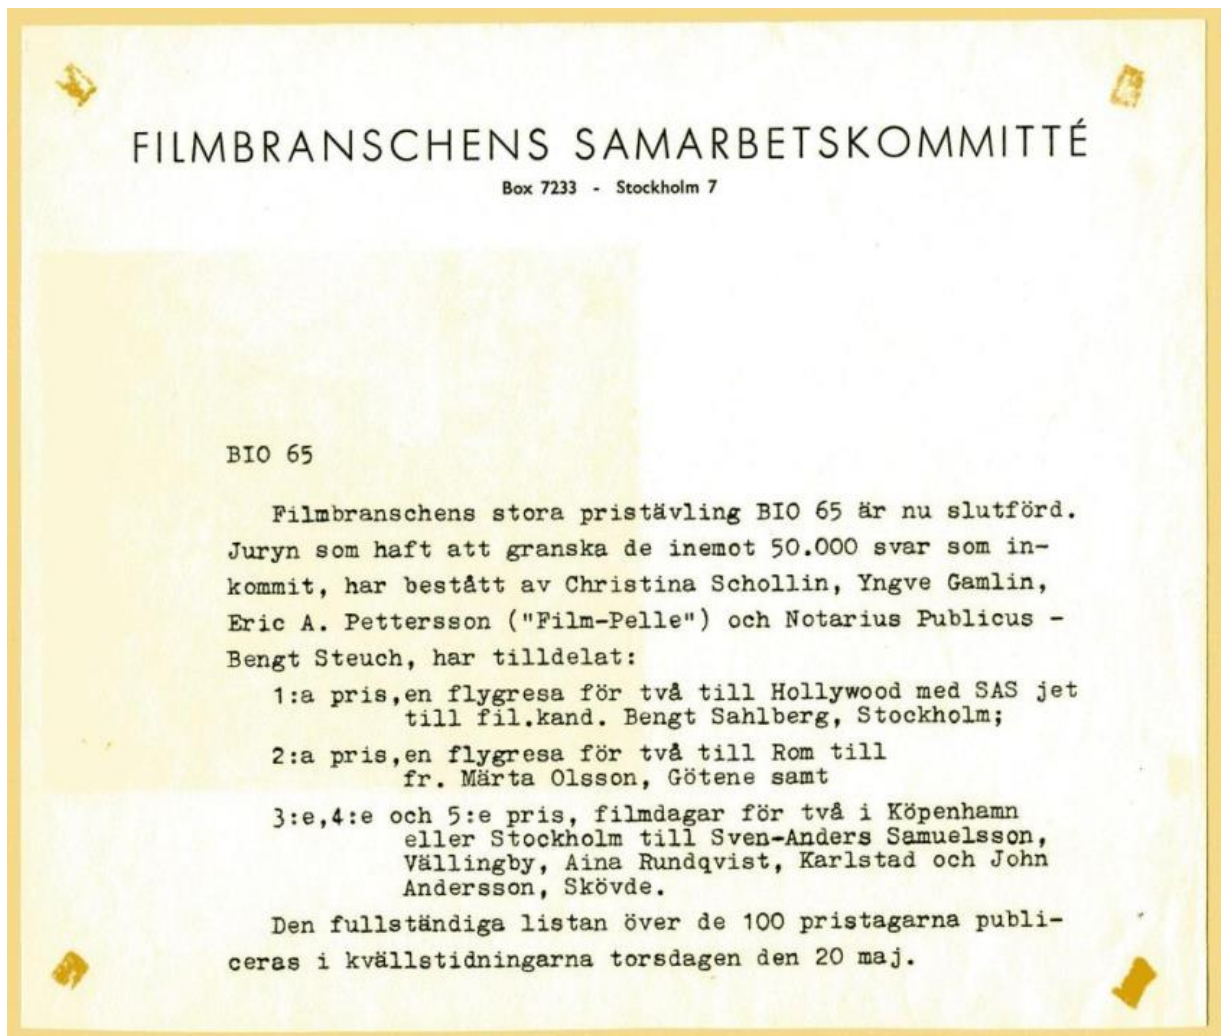 FILMBRANSCHENS SAMARBETSKOMMITTÉ
Box 7233 - Stockholm 7
BIO 65
Filmbranschens stora pristävling BIO 65 är nu slutförd.
Juryn som haft att granska de inemot 50.000 svar som in-
kommit, har bestått av Christina Schollin, Yngve Gamlin,
Eric A. Pettersson ("Film-Pelle") och Notarius Publicus -
Bengt Steuch, har tilldelat:
1:a pris,en flygresa för två till Hollywood med SAS jet
till fil.kand. Bengt Sahlberg, Stockholm;
2:a pris,en flygresa för två till Rom till
fr. Märta Olsson, Götene samt
3:e,4:e och 5:e pris, filmdagar för två i Köpenhamn
eller Stockholm till Sven-Anders Samuelsson,
Vällingby, Aina Rundqvist, Karlstad och John
Andersson, Skövde.
Den fullständiga listan över de 100 pristagarna publi-
ceras i kvällstidningarna torsdagen den 20 maj.